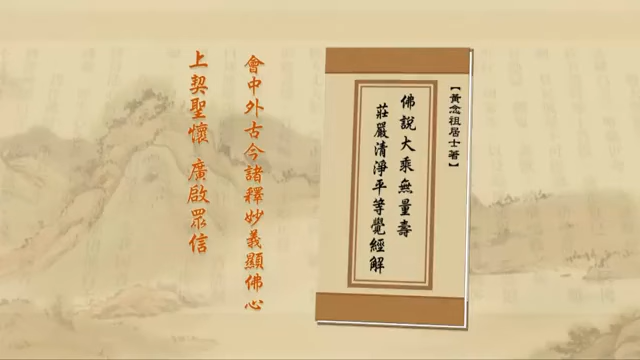 【黃念祖居士著】
佛說大乘無量壽
莊嚴清淨平等覺經解
會中外古今諸釋妙義顯佛心
上契聖懷 廣啟眾信